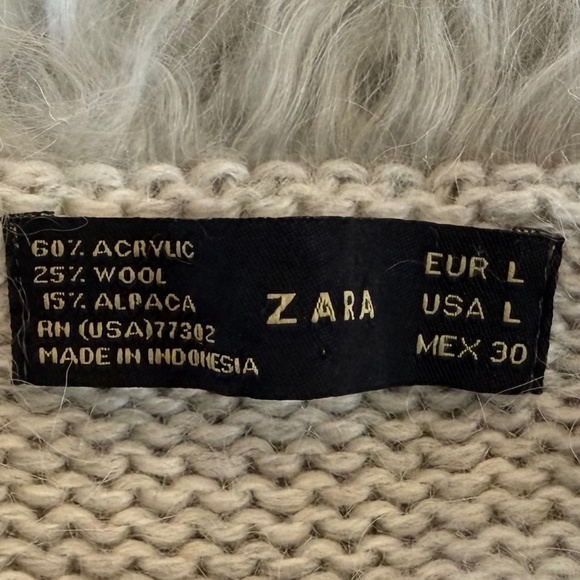 60% ACRYLIC
25% WOOL
15% ALPACA
RN (USA)77302
MADE IN INDONESIA
ZARA
EUR L
USA L
MEX 30